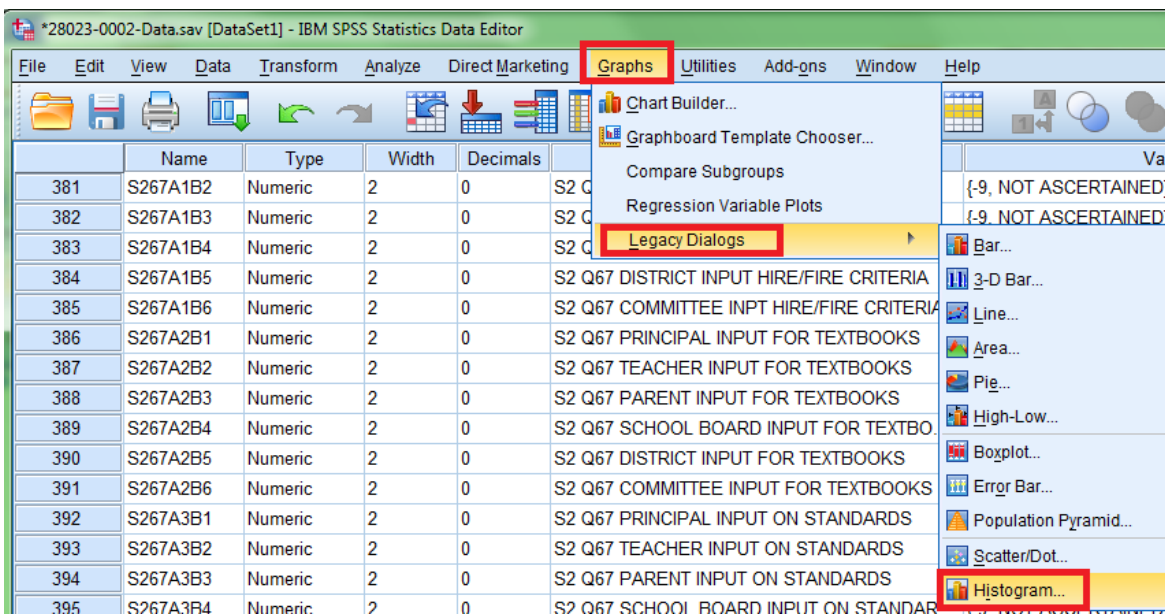 *28023-0002-Data.sav [DataSet1] - IBM SPSS Statistics Data Editor
File Edit View Data Transform Analyze Direct Marketing Graphs Utilities Add-ons Window Help
Chart Builder...
Graphboard Template Chooser...
Compare Subgroups
Regression Variable Plots
Legacy Dialogs
Bar...
3-D Bar...
Line...
Area...
Pie...
High-Low...
Boxplot...
Error Bar...
Population Pyramid...
Scatter/Dot...
Histogram...
Name Type Width Decimals Va
381 S267A1B2 Numeric 2 0 S2 Q {-9, NOT ASCERTAINED}
382 S267A1B3 Numeric 2 0 S2 Q {-9, NOT ASCERTAINED}
383 S267A1B4 Numeric 2 0 S2 Q
384 S267A1B5 Numeric 2 0 S2 Q67 DISTRICT INPUT HIRE/FIRE CRITERIA
385 S267A1B6 Numeric 2 0 S2 Q67 COMMITTEE INPT HIRE/FIRE CRITERIA
386 S267A2B1 Numeric 2 0 S2 Q67 PRINCIPAL INPUT FOR TEXTBOOKS
387 S267A2B2 Numeric 2 0 S2 Q67 TEACHER INPUT FOR TEXTBOOKS
388 S267A2B3 Numeric 2 0 S2 Q67 PARENT INPUT FOR TEXTBOOKS
389 S267A2B4 Numeric 2 0 S2 Q67 SCHOOL BOARD INPUT FOR TEXTBO.
390 S267A2B5 Numeric 2 0 S2 Q67 DISTRICT INPUT FOR TEXTBOOKS
391 S267A2B6 Numeric 2 0 S2 Q67 COMMITTEE INPUT FOR TEXTBOOKS
392 S267A3B1 Numeric 2 0 S2 Q67 PRINCIPAL INPUT ON STANDARDS
393 S267A3B2 Numeric 2 0 S2 Q67 TEACHER INPUT ON STANDARDS
394 S267A3B3 Numeric 2 0 S2 Q67 PARENT INPUT ON STANDARDS
395 S267A3B4 Numeric 2 0 S2 Q67 SCHOOL BOARD INPUT ON STANDAR